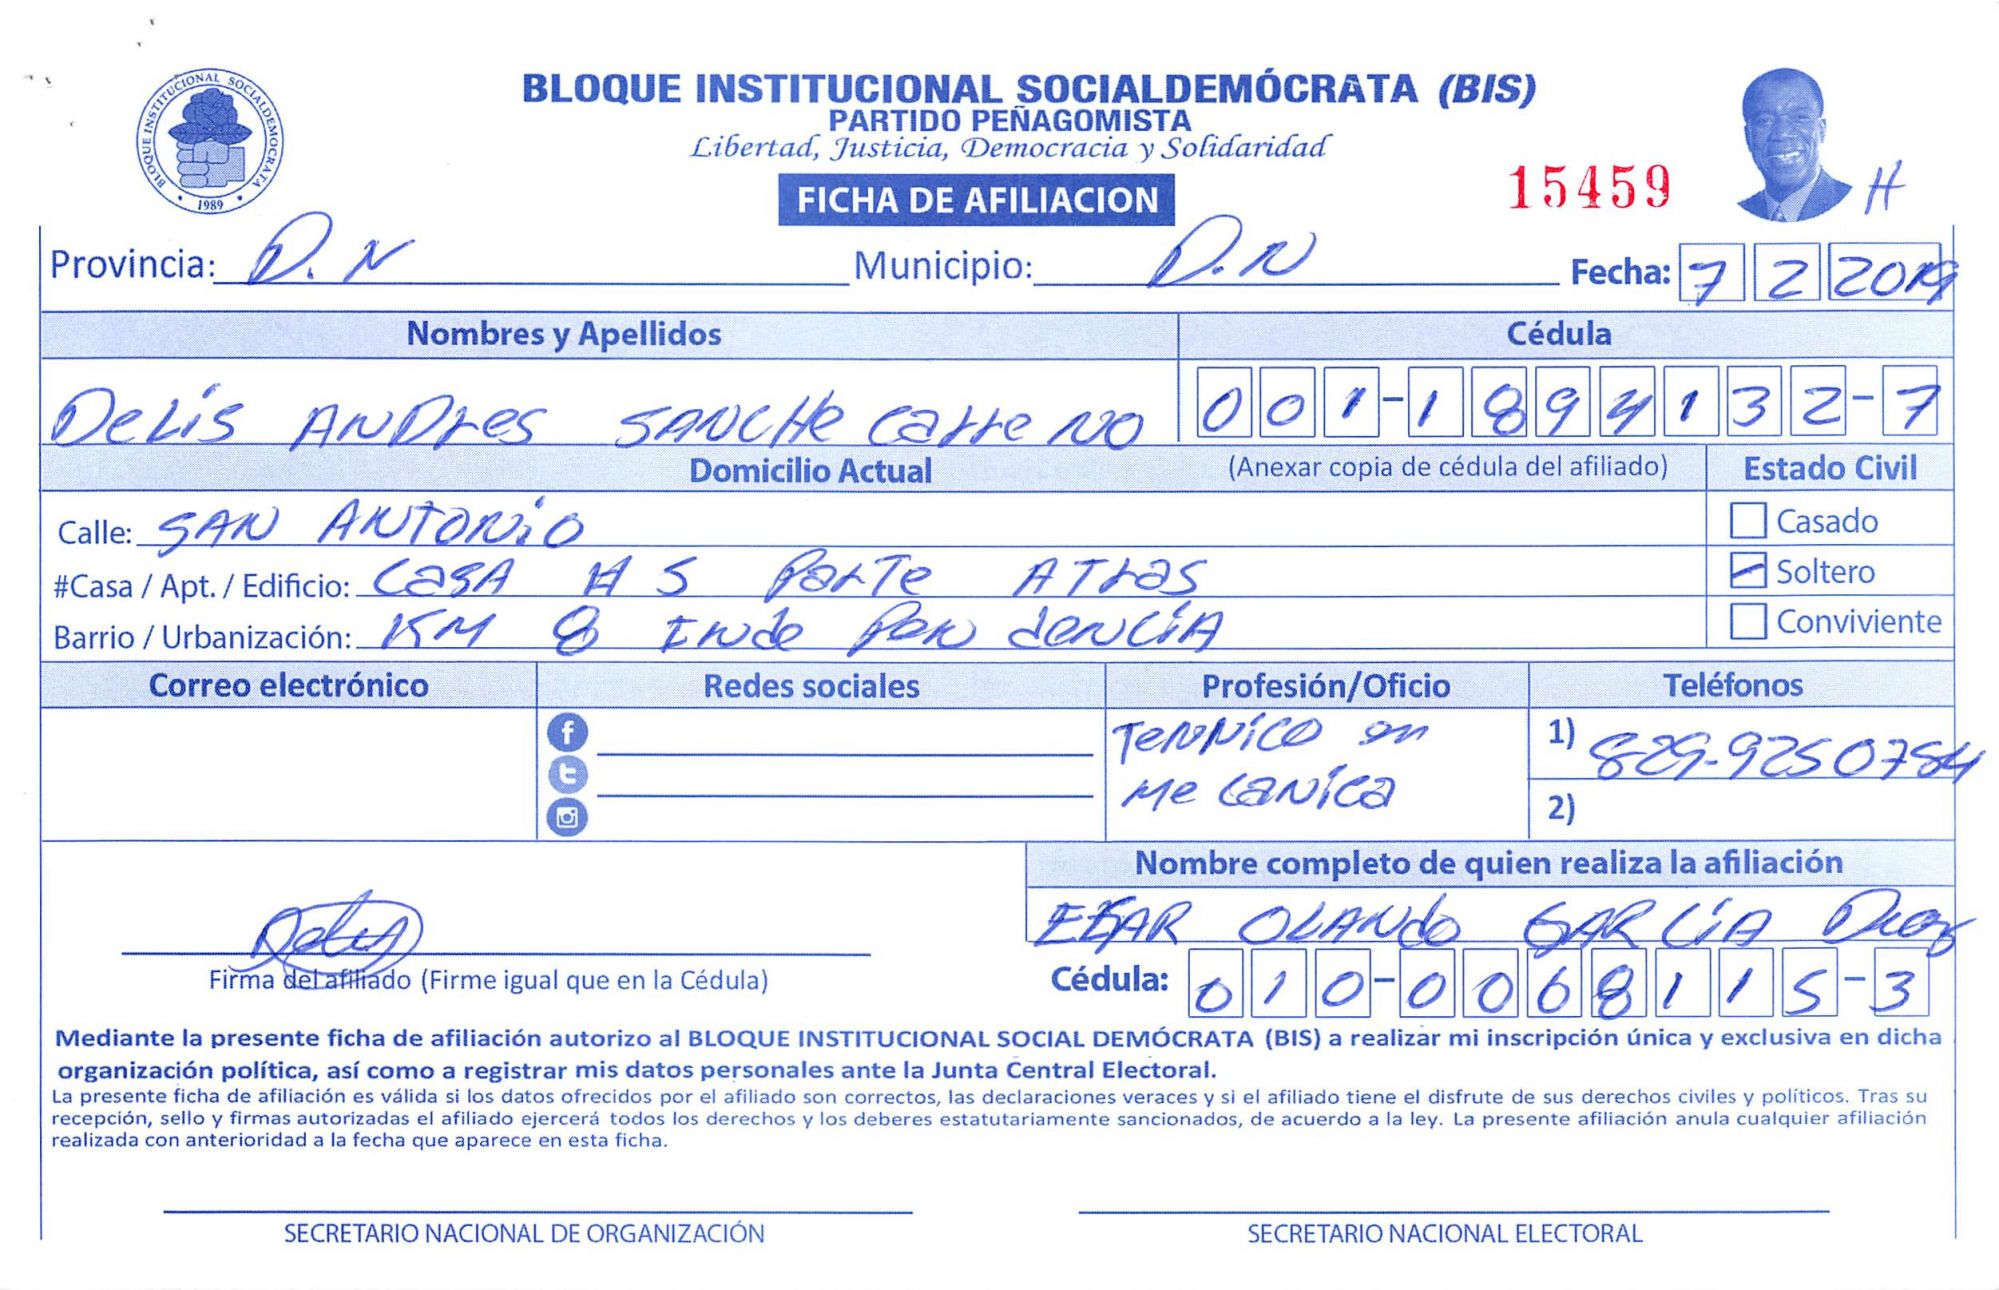 BLOQUE INSTITUCIONAL SOCIALDEMÓCRATA (BIS)
PARTIDO PEÑAGOMISTA
Libertad, Justicia, Democracia y Solidaridad
BLOQUE INSTITUCIONAL SOCIALDEMOCRATA
1989
FICHA DE AFILIACION
15459
H
Provincia: D. N Municipio: D.N Fecha: 7 2 2019
Nombres y Apellidos Cédula
DeLis ANDres SANCHe Carre NO 001-1894132-7
Domicilio Actual (Anexar copia de cédula del afiliado) Estado Civil
Calle: SAN ANTONiO Casado
#Casa / Apt. / Edificio: CasA # 5 ParTe ATras Soltero
Barrio / Urbanización: KM 8 INde PeN denCiA Conviviente
Correo electrónico Redes sociales Profesión/Oficio Teléfonos
TeNNico en 1) 829-9250784
Me canica 2)
Nombre completo de quien realiza la afiliación
OLANdo GARCIA
Firma del afiliado (Firme igual que en la Cédula) Cédula: 010-0068115-3
Mediante la presente ficha de afiliación autorizo al BLOQUE INSTITUCIONAL SOCIAL DEMÓCRATA (BIS) a realizar mi inscripción única y exclusiva en dicha
organización política, así como a registrar mis datos personales ante la Junta Central Electoral.
La presente ficha de afiliación es válida si los datos ofrecidos por el afiliado son correctos, las declaraciones veraces y si el afiliado tiene el disfrute de sus derechos civiles y políticos. Tras su
recepción, sello y firmas autorizadas el afiliado ejercerá todos los derechos y los deberes estatutariamente sancionados, de acuerdo a la ley. La presente afiliación anula cualquier afiliación
realizada con anterioridad a la fecha que aparece en esta ficha.
SECRETARIO NACIONAL DE ORGANIZACIÓN SECRETARIO NACIONAL ELECTORAL